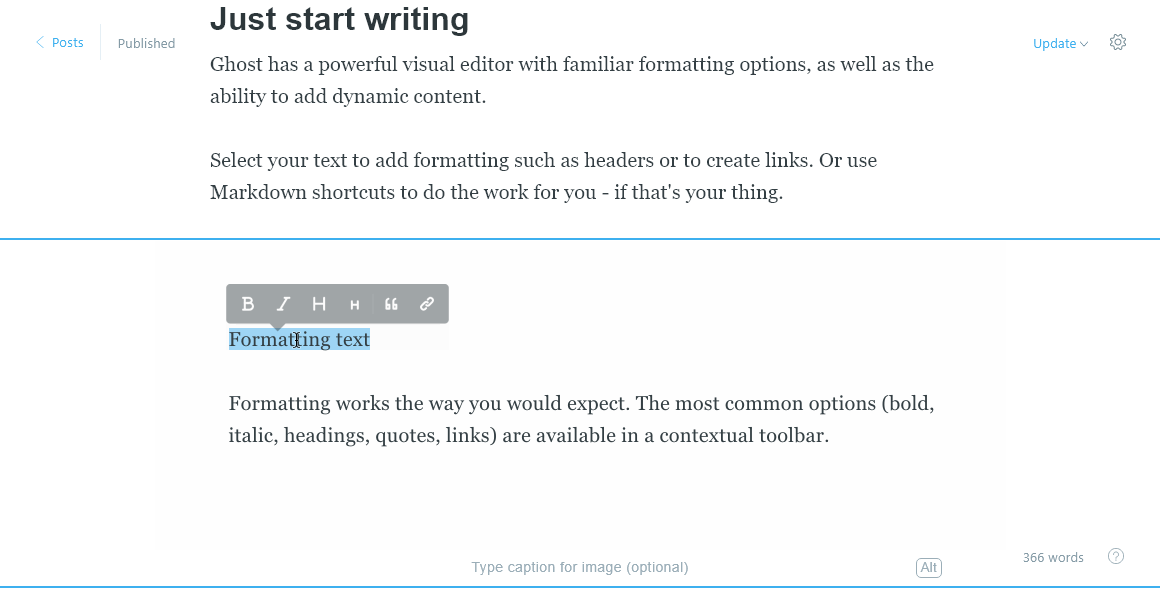 Just start writing
Posts
Published
Update
Ghost has a powerful visual editor with familiar formatting options, as well as the
ability to add dynamic content.
Select your text to add formatting such as headers or to create links. Or use
Markdown shortcuts to do the work for you - if that's your thing.
B I H H
Formatting text
Formatting works the way you would expect. The most common options (bold,
italic, headings, quotes, links) are available in a contextual toolbar.
366 words ?
Type caption for image (optional)
Alt